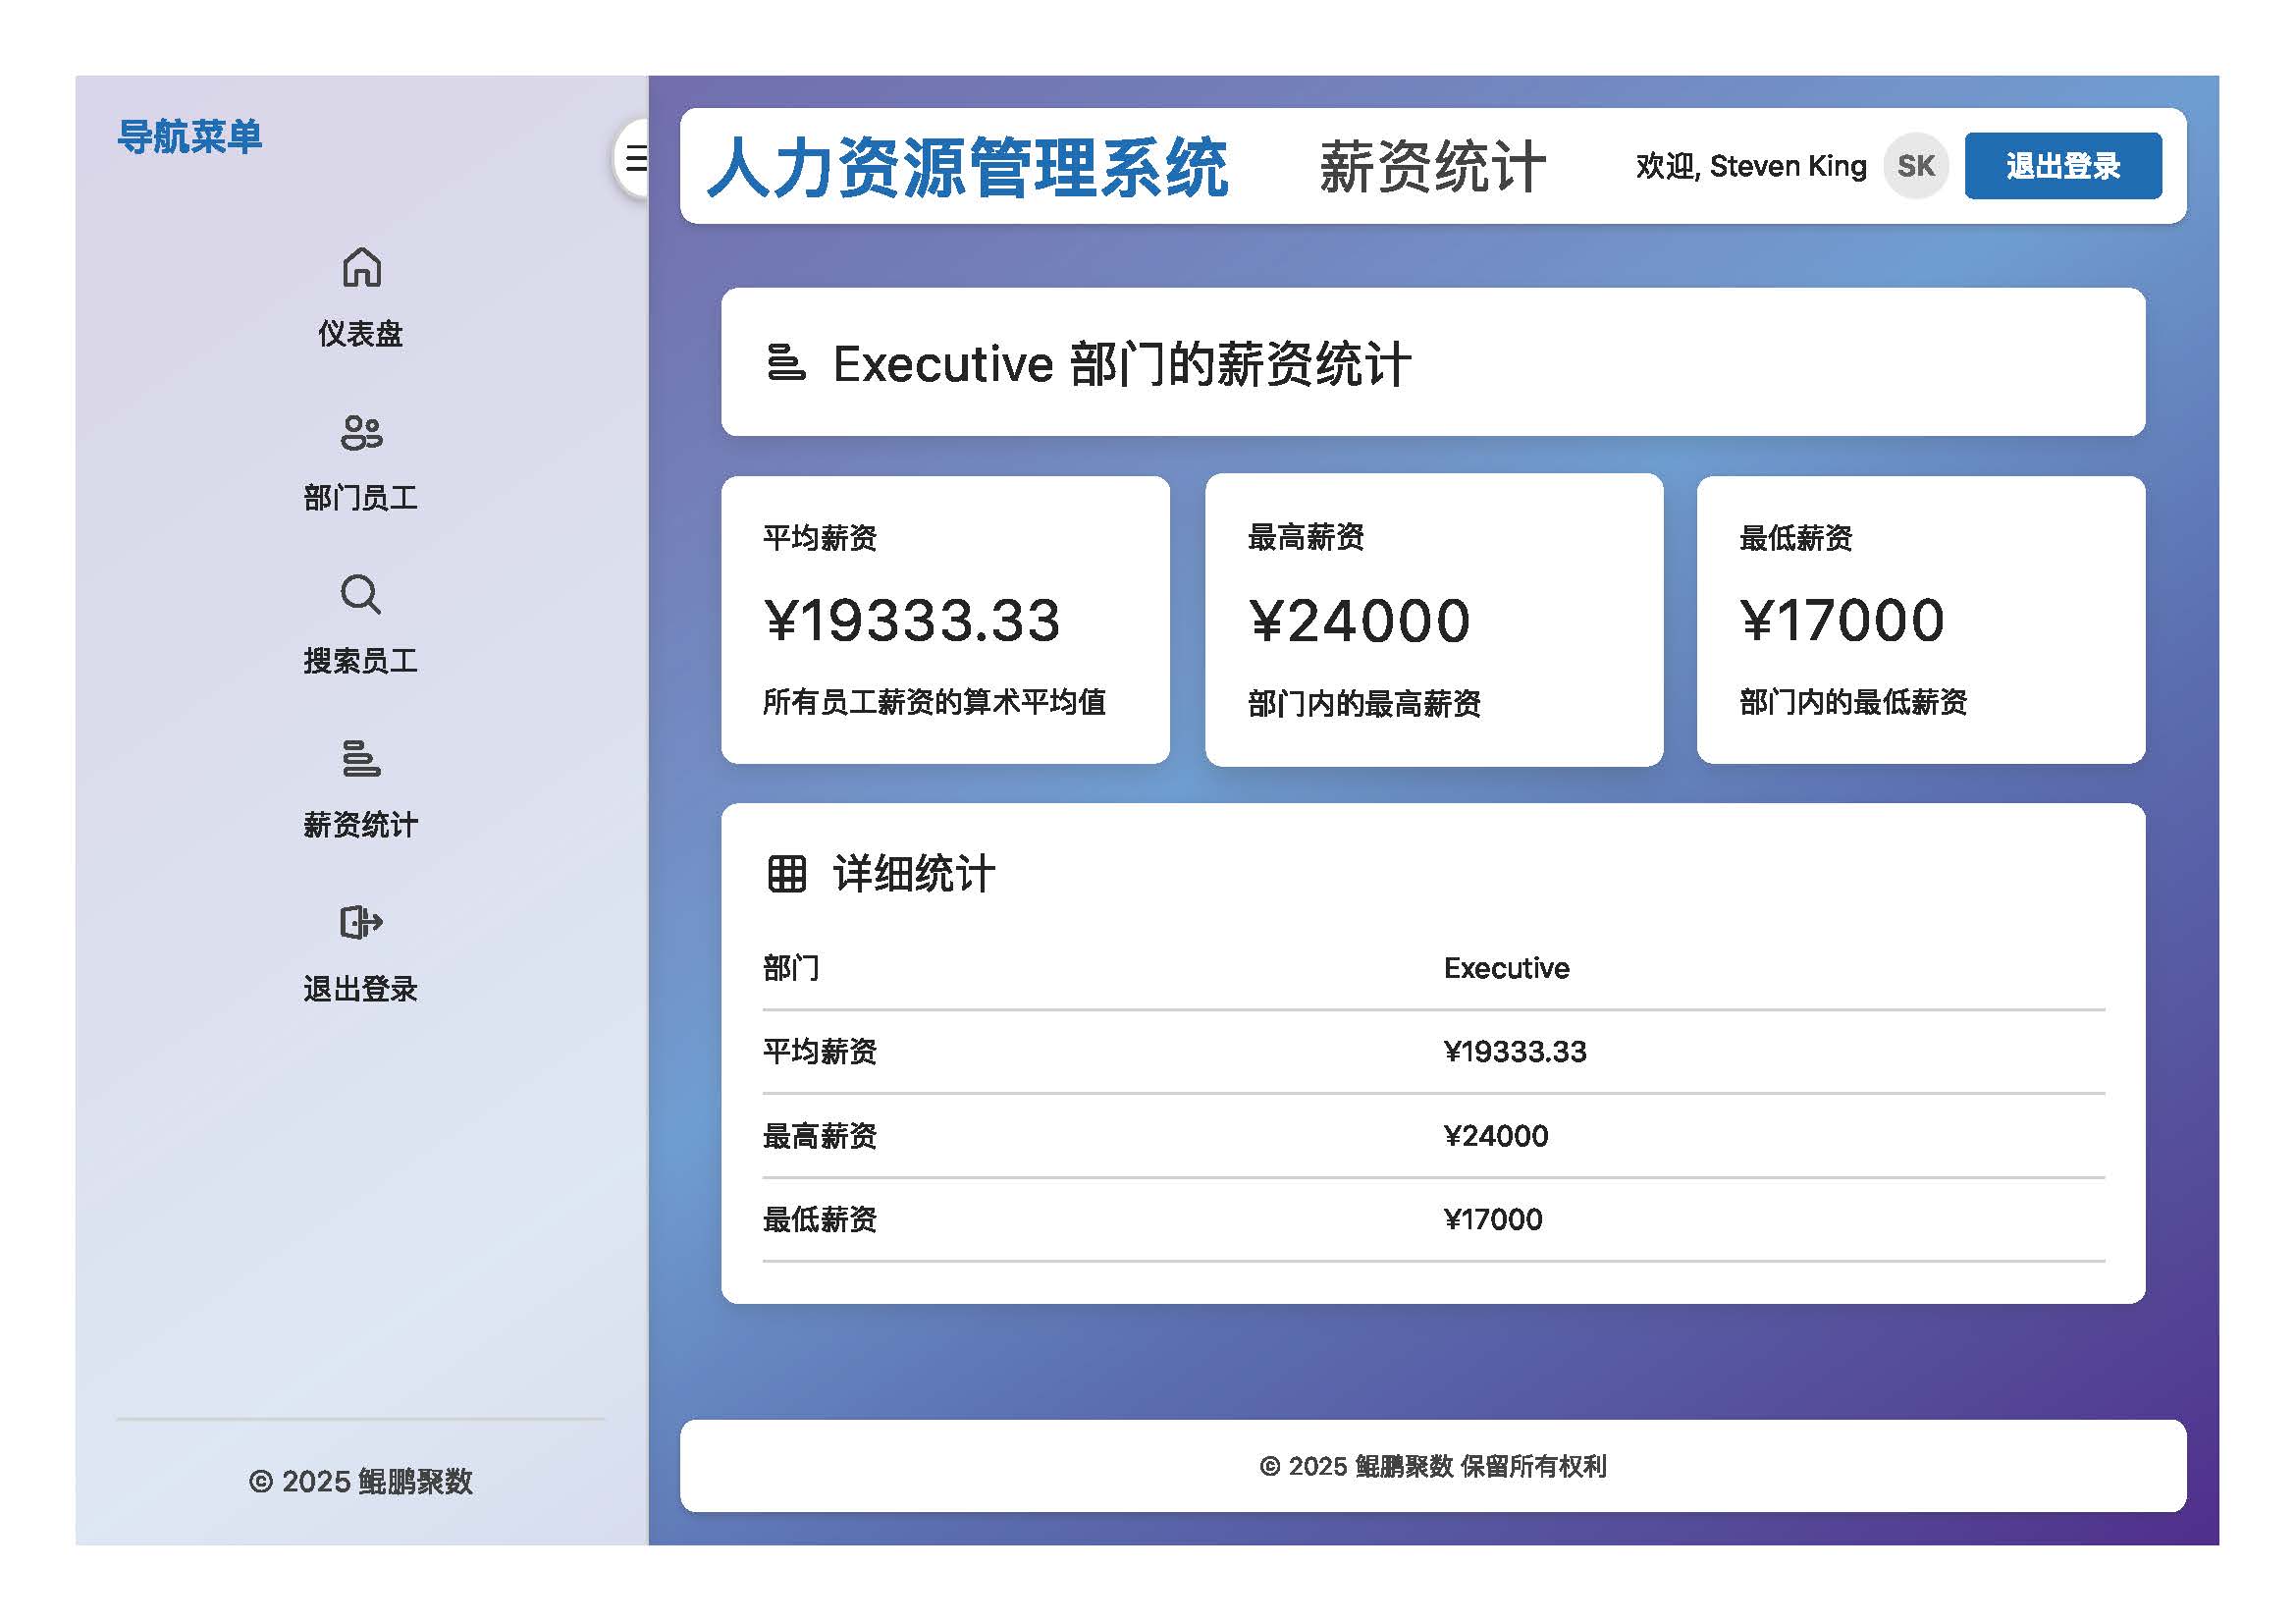 导航菜单
仪表盘
部门员工
搜索员工
薪资统计
退出登录
© 2025 鲲鹏聚数
人力资源管理系统 薪资统计 欢迎, Steven King SK 退出登录
Executive 部门的薪资统计
平均薪资
¥19333.33
所有员工薪资的算术平均值
最高薪资
¥24000
部门内的最高薪资
最低薪资
¥17000
部门内的最低薪资
详细统计
部门 Executive
平均薪资 ¥19333.33
最高薪资 ¥24000
最低薪资 ¥17000
© 2025 鲲鹏聚数 保留所有权利